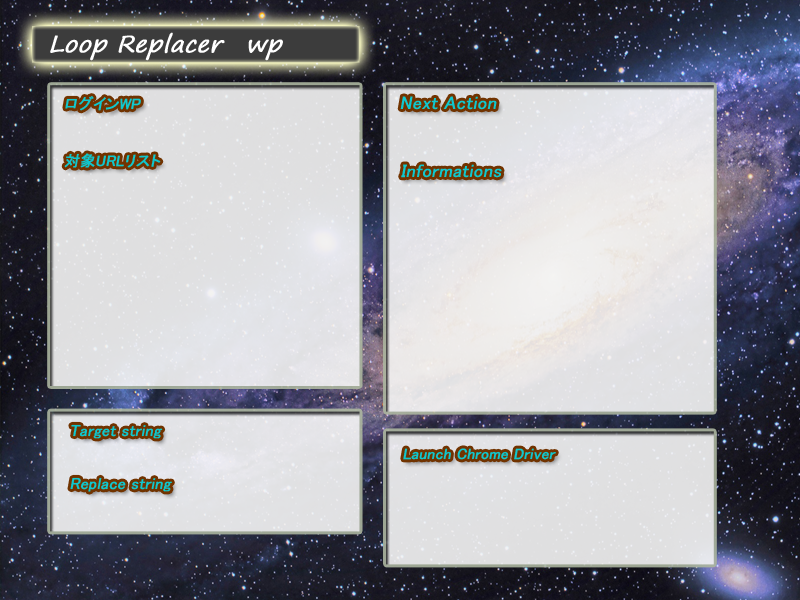 Loop Replacer wp
ログインWP
対象URLリスト
Target string
Replace string
Next Action
Informations
Launch Chrome Driver